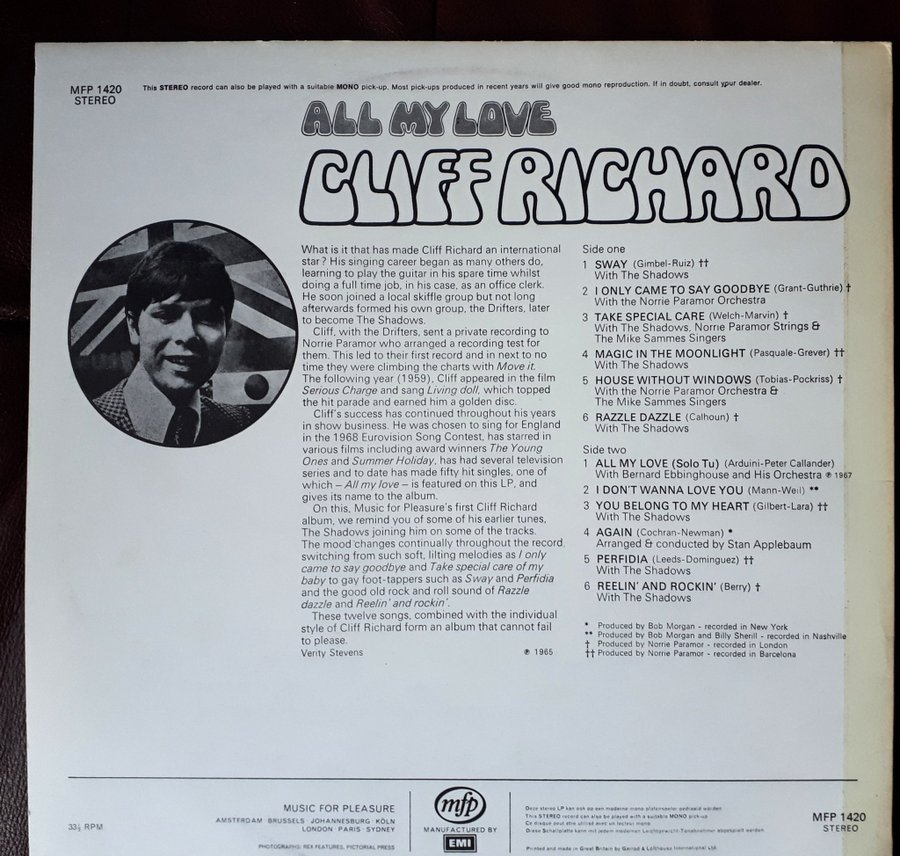 MFP 1420
STEREO
This STEREO record can also be played with a suitable MONO pick-up. Most pick-ups produced in recent years will give good mono reproduction. If in doubt, consult your dealer.
ALL MY LOVE
CLIFF RICHARD
What is it that has made Cliff Richard an international
star? His singing career began as many others do,
learning to play the guitar in his spare time whilst
doing a full time job, in his case, as an office clerk.
He soon joined a local skiffle group but not long
afterwards formed his own group, the Drifters, later
to become The Shadows.
Cliff, with the Drifters, sent a private recording to
Norrie Paramor who arranged a recording test for
them. This led to their first record and in next to no
time they were climbing the charts with Move it.
The following year (1959), Cliff appeared in the film
Serious Charge and sang Living doll, which topped
the hit parade and earned him a golden disc.
Cliff's success has continued throughout his years
in show business. He was chosen to sing for England
in the 1968 Eurovision Song Contest, has starred in
various films including award winners The Young
Ones and Summer Holiday, has had several television
series and to date has made fifty hit singles, one of
which – All my love – is featured on this LP, and
gives its name to the album.
On this, Music for Pleasure's first Cliff Richard
album, we remind you of some of his earlier tunes,
The Shadows joining him on some of the tracks.
The mood changes continually throughout the record,
switching from such soft, lilting melodies as I only
came to say goodbye and Take special care of my
baby to gay foot-tappers such as Sway and Perfidia
and the good old rock and roll sound of Razzle
dazzle and Reelin' and rockin'.
These twelve songs, combined with the individual
style of Cliff Richard form an album that cannot fail
to please.
Verity Stevens ℗ 1965
Side one
1 SWAY (Gimbel-Ruiz) ††
With The Shadows
2 I ONLY CAME TO SAY GOODBYE (Grant-Guthrie) †
With the Norrie Paramor Orchestra
3 TAKE SPECIAL CARE (Welch-Marvin) †
With The Shadows, Norrie Paramor Strings &
The Mike Sammes Singers
4 MAGIC IN THE MOONLIGHT (Pasquale-Grever) ††
With The Shadows
5 HOUSE WITHOUT WINDOWS (Tobias-Pockriss) †
With the Norrie Paramor Orchestra &
The Mike Sammes Singers
6 RAZZLE DAZZLE (Calhoun) †
With The Shadows
Side two
1 ALL MY LOVE (Solo Tu) (Arduini-Peter Callander)
With Bernard Ebbinghouse and His Orchestra ℗ 1967
2 I DON'T WANNA LOVE YOU (Mann-Weil) **
3 YOU BELONG TO MY HEART (Gilbert-Lara) ††
With The Shadows
4 AGAIN (Cochran-Newman) *
Arranged & conducted by Stan Applebaum
5 PERFIDIA (Leeds-Dominguez) ††
With The Shadows
6 REELIN' AND ROCKIN' (Berry) †
With The Shadows
* Produced by Bob Morgan - recorded in New York
** Produced by Bob Morgan and Billy Sherill - recorded in Nashville
† Produced by Norrie Paramor - recorded in London
†† Produced by Norrie Paramor - recorded in Barcelona
33⅓ RPM
MUSIC FOR PLEASURE
AMSTERDAM · BRUSSELS · JOHANNESBURG · KÖLN
LONDON · PARIS · SYDNEY
PHOTOGRAPHS: REX FEATURES, PICTORIAL PRESS
mfp
MANUFACTURED BY
EMI
Deze stereo LP kan ook op een moderne mono platenspeler gedraaid worden
This STEREO record can also be played with a suitable MONO pick-up
Ce disque peut être utilisé avec un lecteur mono
Diese Schallplatte kann mit jedem modernen Leichtgewicht-Tonabnehmer abgespielt werden.
Printed and made in Great Britain by Garrod & Lofthouse International Ltd.
MFP 1420
STEREO